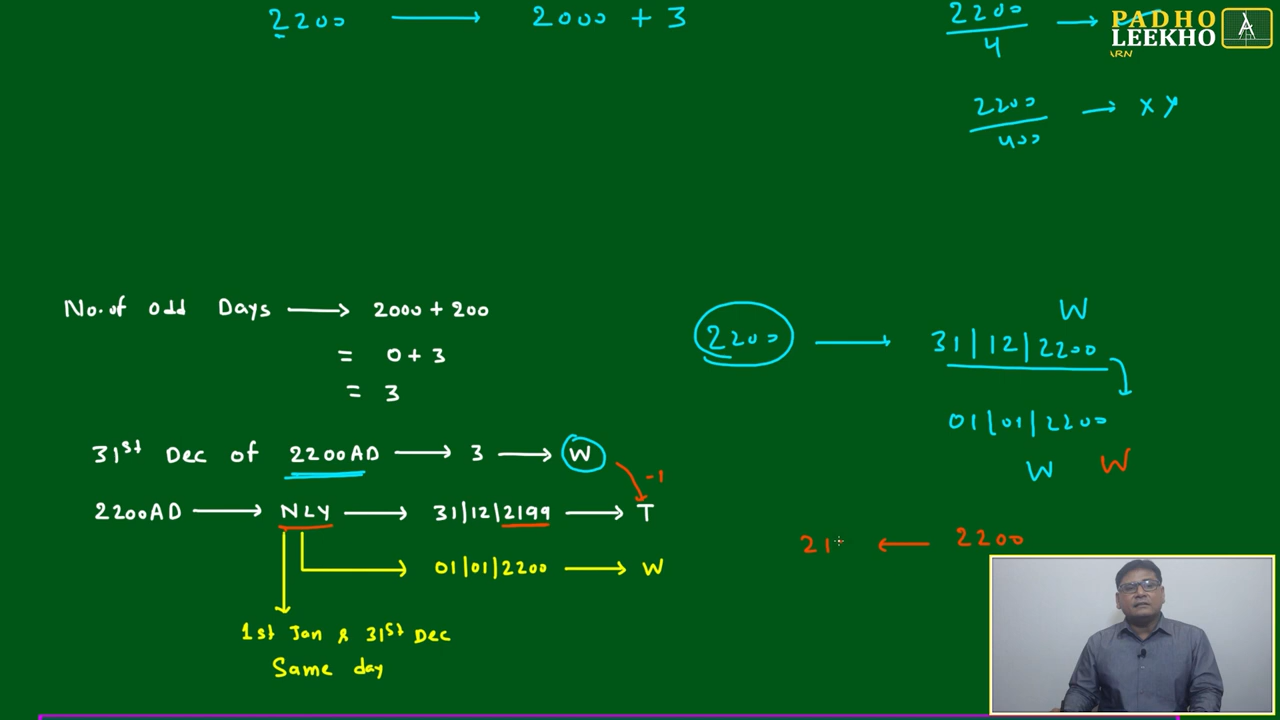 2200 → 2000 + 3
2200/4 →
PADHO
LEEKHO
ARN
2200/400 → X Y
No. of Odd Days → 2000 + 200
= 0 + 3
= 3
31st Dec of 2200AD → 3 → W
-1
2200AD → NLY → 31|12|2199 → T
01|01|2200 → W
1st Jan & 31st Dec
Same day
W
2200 → 31|12|2200
01|01|2200
W W
21 ← 2200